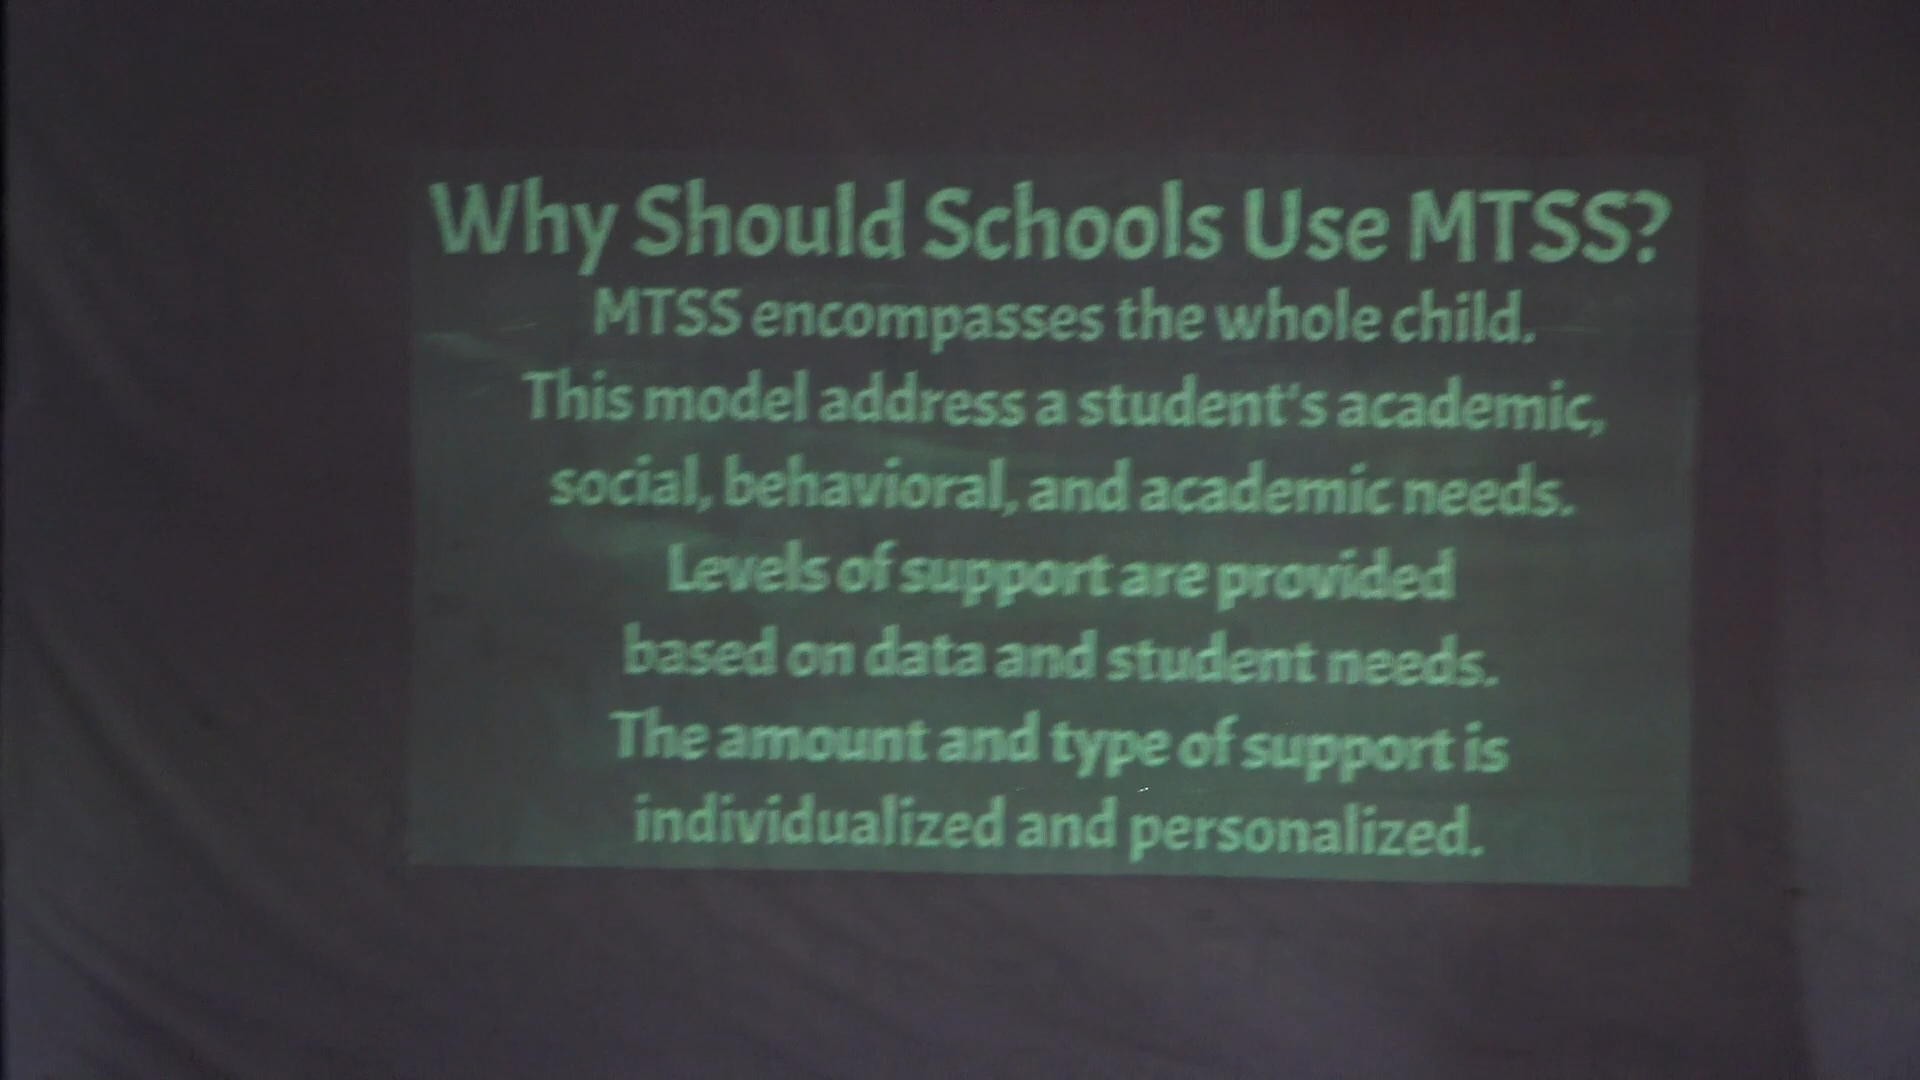 Why Should Schools Use MTSS?
MTSS encompasses the whole child.
This model address a student's academic,
social, behavioral, and academic needs.
Levels of support are provided
based on data and student needs.
The amount and type of support is
individualized and personalized.